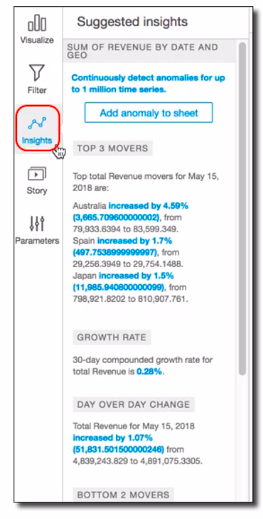 Visualize
Filter
Insights
Story
Parameters
Suggested insights
SUM OF REVENUE BY DATE AND
GEO
Continuously detect anomalies for up
to 1 million time series.
Add anomaly to sheet
TOP 3 MOVERS
Top total Revenue movers for May 15,
2018 are:
Australia increased by 4.59%
(3,665.709600000002), from
79,933.6394 to 83,599.349.
Spain increased by 1.7%
(497.7538999999997), from
29,256.3949 to 29,754.1488.
Japan increased by 1.5%
(11,985.940800000099), from
798,921.8202 to 810,907.761.
GROWTH RATE
30-day compounded growth rate for
total Revenue is 0.28%.
DAY OVER DAY CHANGE
Total Revenue for May 15, 2018
increased by 1.07%
(51,831.501500000246) from
4,839,243.829 to 4,891,075.3305.
BOTTOM 2 MOVERS